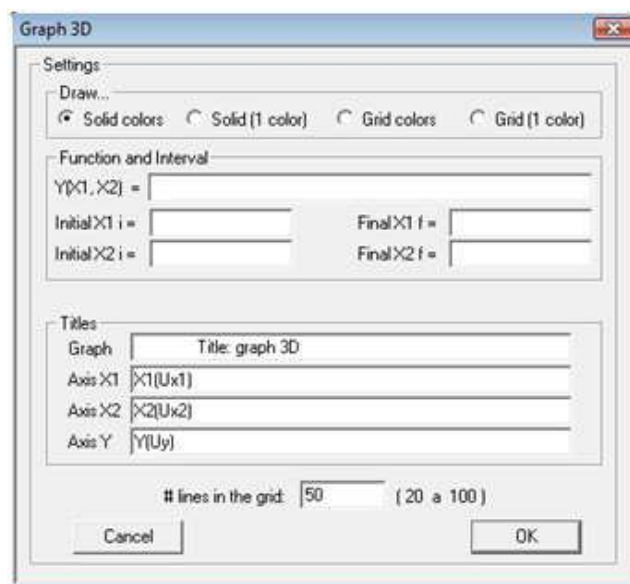 Graph 3D
Settings
Draw...
Solid colors Solid (1 color) Grid colors Grid (1 color)
Function and Interval
Y(X1, X2) =
Initial X1 i = Final X1 f =
Initial X2 i = Final X2 f =
Titles
Graph Title: graph 3D
Axis X1 X1(Ux1)
Axis X2 X2(Ux2)
Axis Y Y(Uy)
# lines in the grid: 50 ( 20 a 100 )
Cancel OK